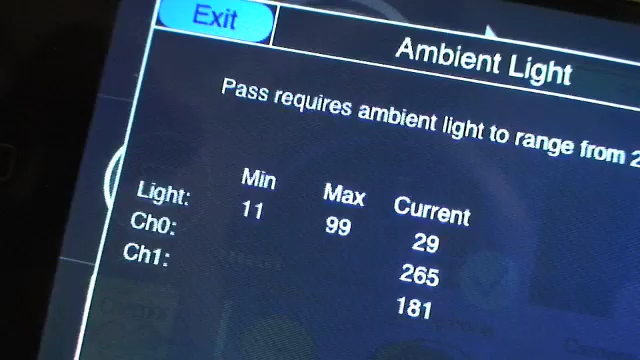 Exit
Ambient Light
Pass requires ambient light to range from 2
Min Max Current
Light: 11 99 29
Ch0: 265
Ch1: 181